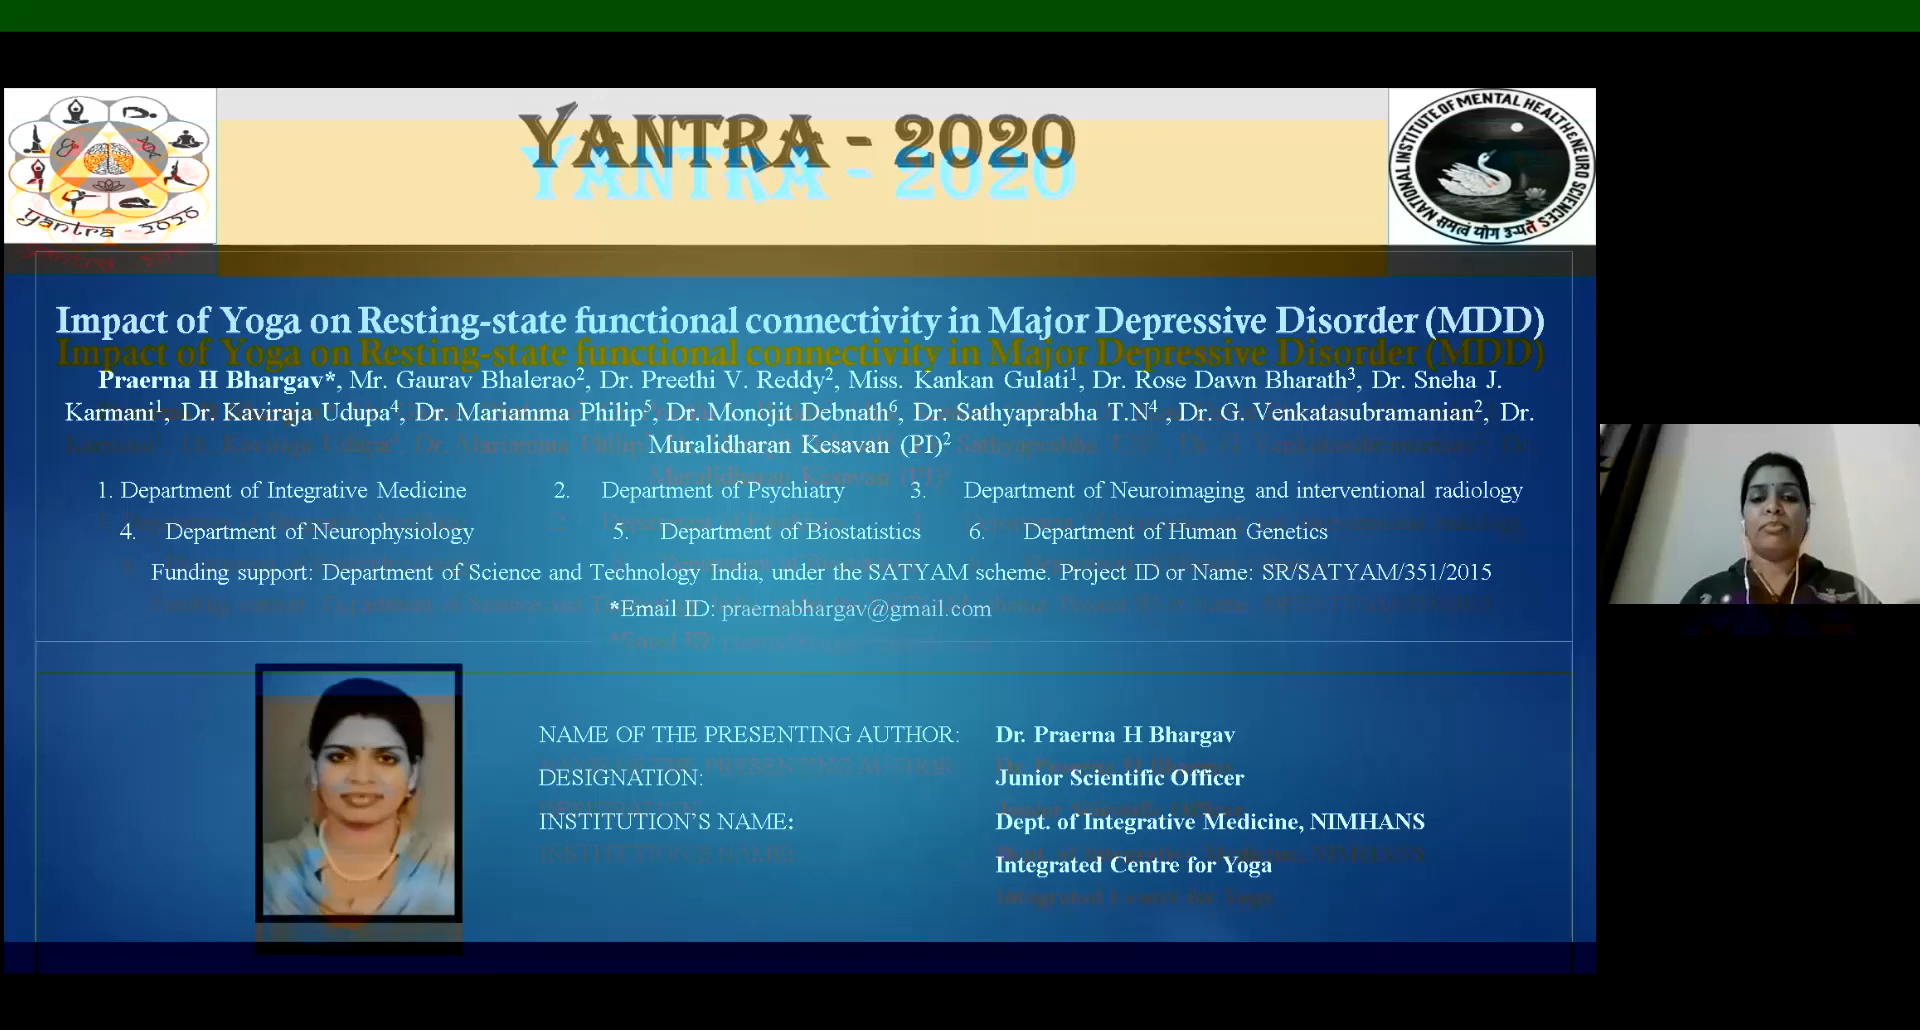 yantra - 2020
YANTRA - 2020
NATIONAL INSTITUTE OF MENTAL HEALTH & NEURO SCIENCES
समत्वं योग उच्यते
Impact of Yoga on Resting-state functional connectivity in Major Depressive Disorder (MDD)
Praerna H Bhargav*, Mr. Gaurav Bhalerao2, Dr. Preethi V. Reddy2, Miss. Kankan Gulati1, Dr. Rose Dawn Bharath3, Dr. Sneha J.
Karmani1, Dr. Kaviraja Udupa4, Dr. Mariamma Philip5, Dr. Monojit Debnath6, Dr. Sathyaprabha T.N4 , Dr. G. Venkatasubramanian2, Dr.
Muralidharan Kesavan (PI)2
1. Department of Integrative Medicine 2. Department of Psychiatry 3. Department of Neuroimaging and interventional radiology
4. Department of Neurophysiology 5. Department of Biostatistics 6. Department of Human Genetics
Funding support: Department of Science and Technology India, under the SATYAM scheme. Project ID or Name: SR/SATYAM/351/2015
*Email ID: praernabhargav@gmail.com
NAME OF THE PRESENTING AUTHOR: Dr. Praerna H Bhargav
DESIGNATION: Junior Scientific Officer
INSTITUTION’S NAME: Dept. of Integrative Medicine, NIMHANS
Integrated Centre for Yoga